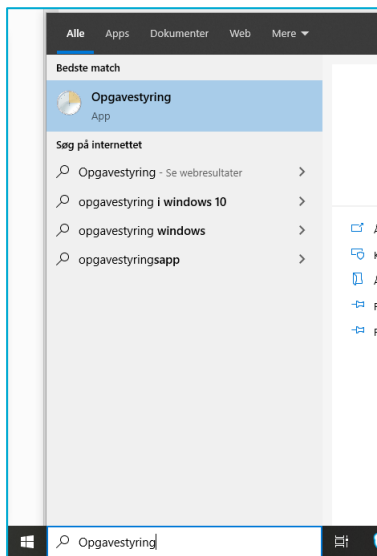 Alle Apps Dokumenter Web Mere
Bedste match
Opgavestyring
App
Søg på internettet
Opgavestyring - Se webresultater
opgavestyring i windows 10
opgavestyring windows
opgavestyringsapp
Opgavestyring